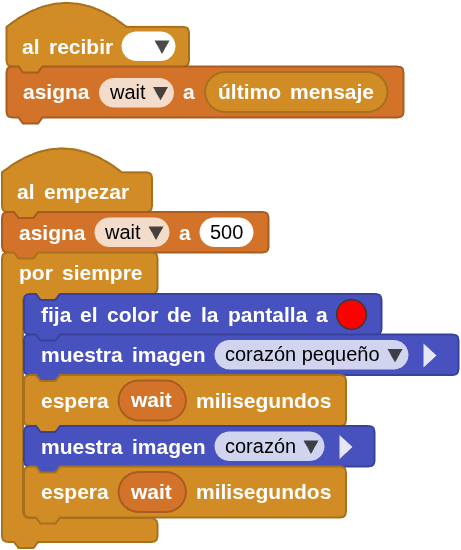 al recibir
asigna wait a último mensaje
al empezar
asigna wait a 500
por siempre
fija el color de la pantalla a
muestra imagen corazón pequeño
espera wait milisegundos
muestra imagen corazón
espera wait milisegundos